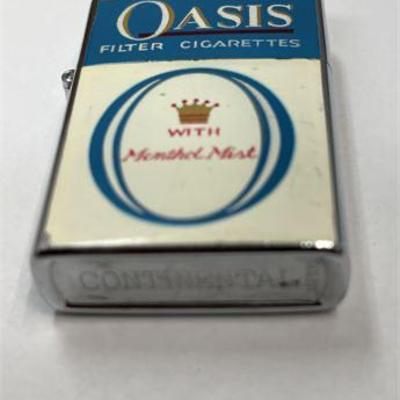 OASIS
FILTER CIGARETTES
WITH
Menthol Mist
CONTINENTAL